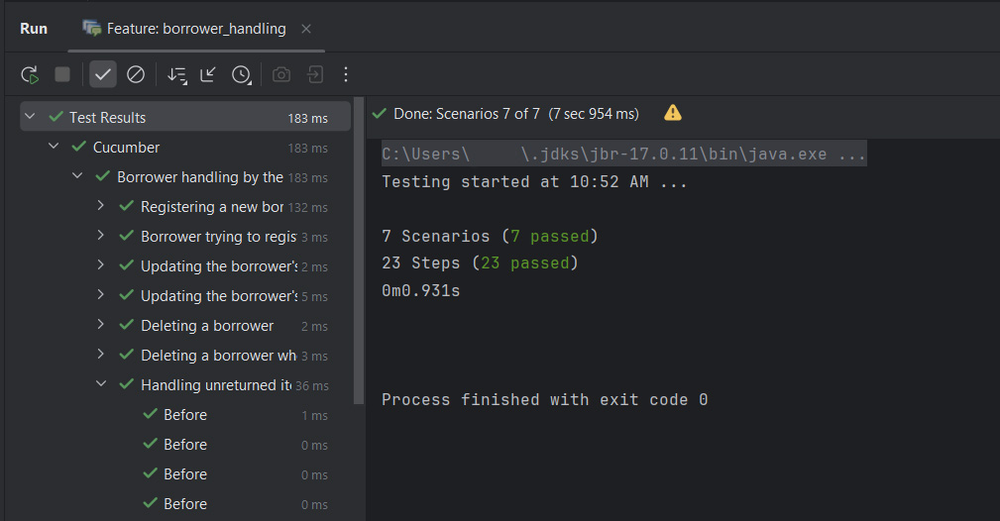 Run Feature: borrower_handling
Test Results 183 ms
Cucumber 183 ms
Borrower handling by the 183 ms
Registering a new bor 132 ms
Borrower trying to regis 3 ms
Updating the borrower's 2 ms
Updating the borrower's 5 ms
Deleting a borrower 2 ms
Deleting a borrower wh 3 ms
Handling unreturned ite 36 ms
Before 1 ms
Before 0 ms
Before 0 ms
Before 0 ms
Done: Scenarios 7 of 7 (7 sec 954 ms)
C:\Users\ \.jdks\jbr-17.0.11\bin\java.exe ...
Testing started at 10:52 AM ...
7 Scenarios (7 passed)
23 Steps (23 passed)
0m0.931s
Process finished with exit code 0